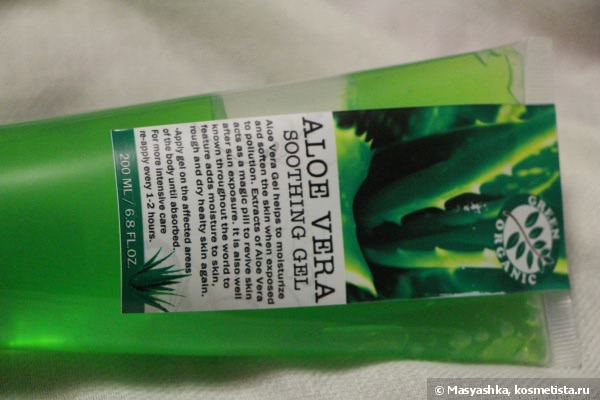 GREEN
ORGANIC
ALOE VERA
SOOTHING GEL
Aloe Vera Gel helps to moisturize
and soften the skin when exposed
to pollution. Extracts of Aloe Vera
acts as a magic pill to revive skin
after sun exposure. It is also well
known throughout the world to
feature adds moisture to skin,
rough and dry healty skin again.
-Apply gel on the affected areas
of the body until absorbed.
For more intensive care
re-apply every 1-2 hours.
200 ML / 6.8 FL.OZ.
© Masyashka, kosmetista.ru